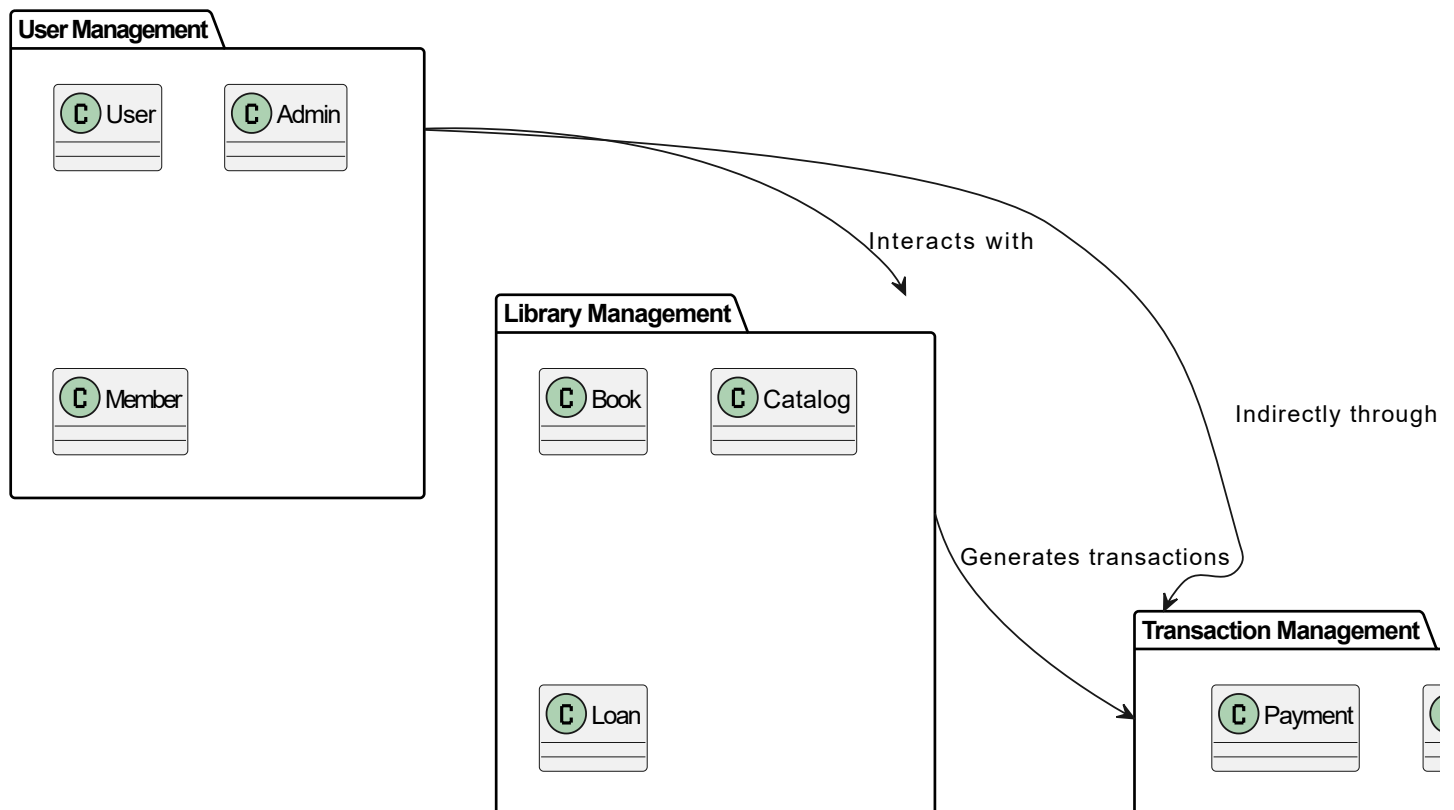 User Management
C User
C Admin
Interacts with
Library Management
C Member
C Book
C Catalog
Indirectly through
Generates transactions
Transaction Management
C Loan
C Payment